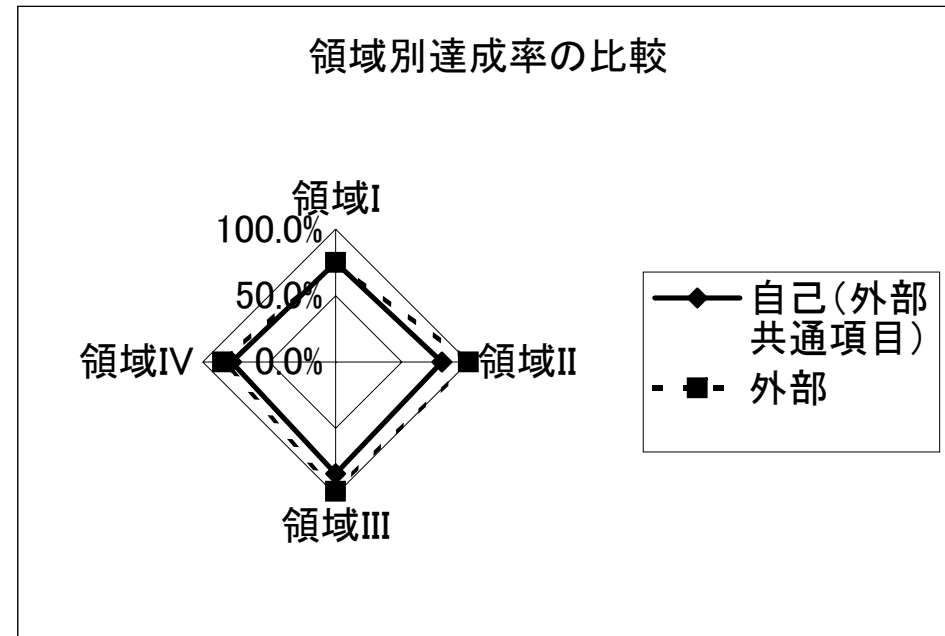 領域別達成率の比較
領域I
100.0%
50.0%
0.0%
領域IV
領域II
領域III
自己(外部
共通項目)
外部